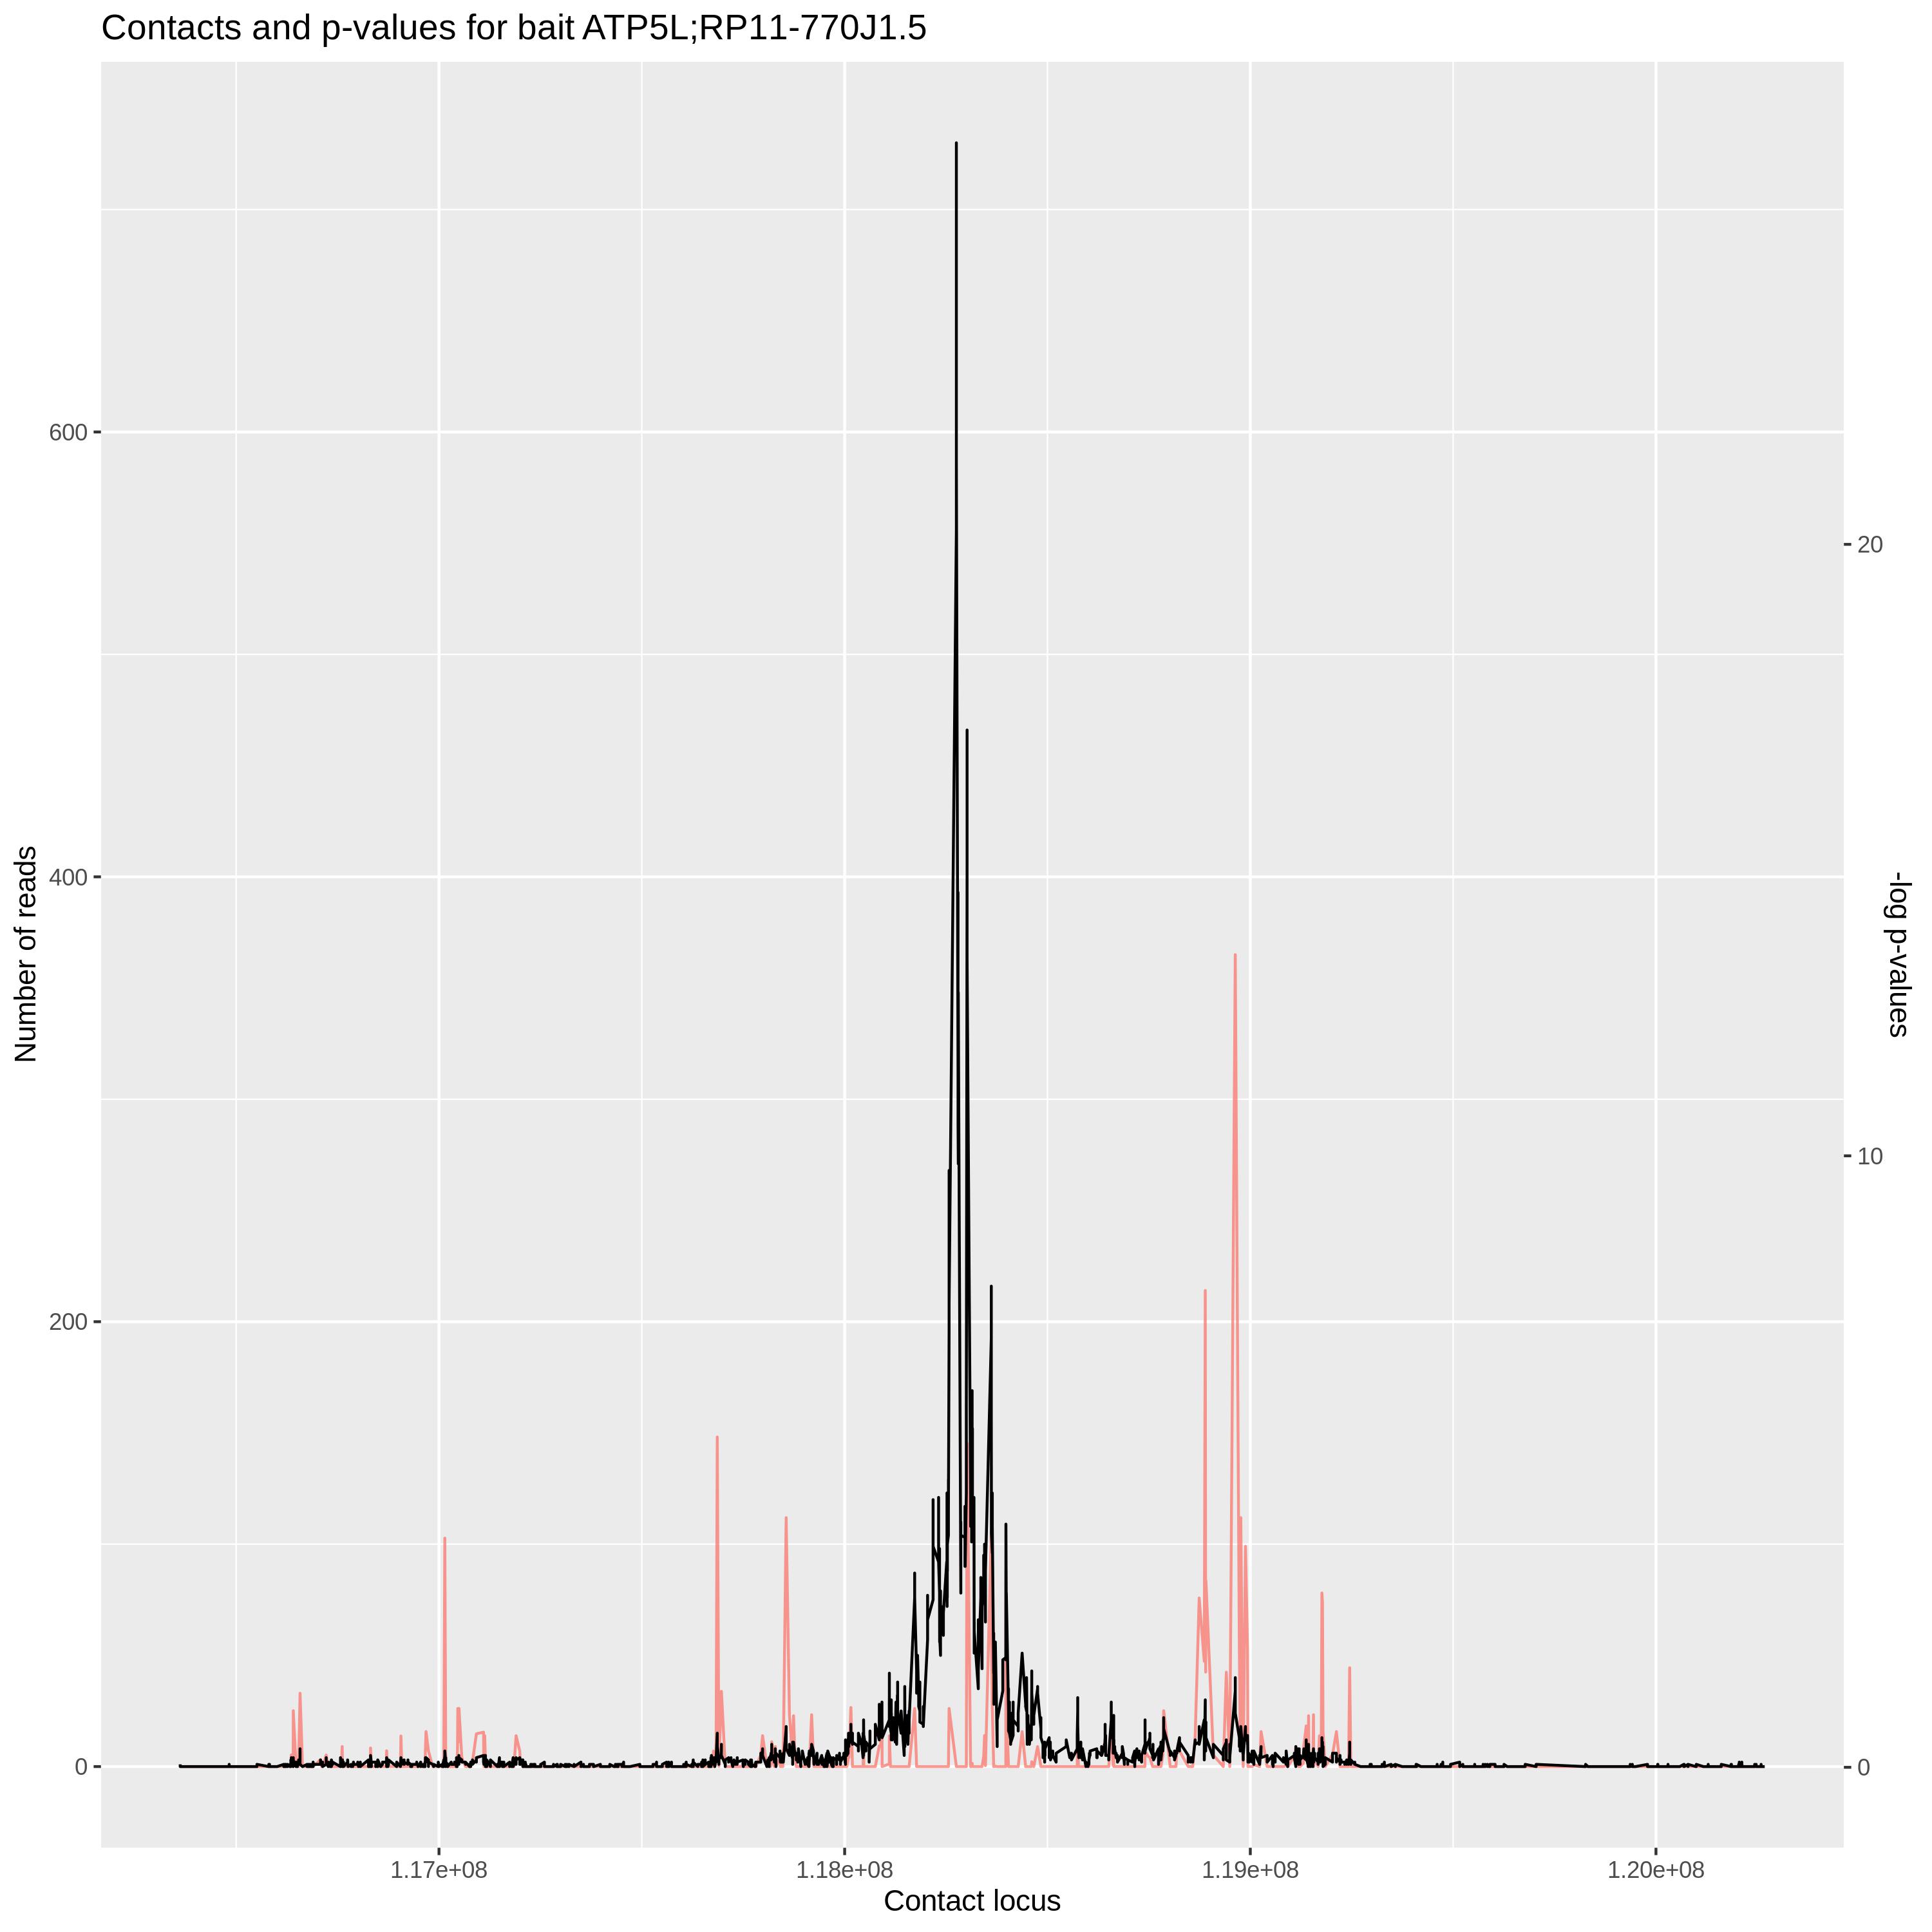 Contacts and p-values for bait ATP5L;RP11-770J1.5
600
400
200
0
Number of reads
20
10
0
-log p-values
1.17e+08
1.18e+08
1.19e+08
1.20e+08
Contact locus